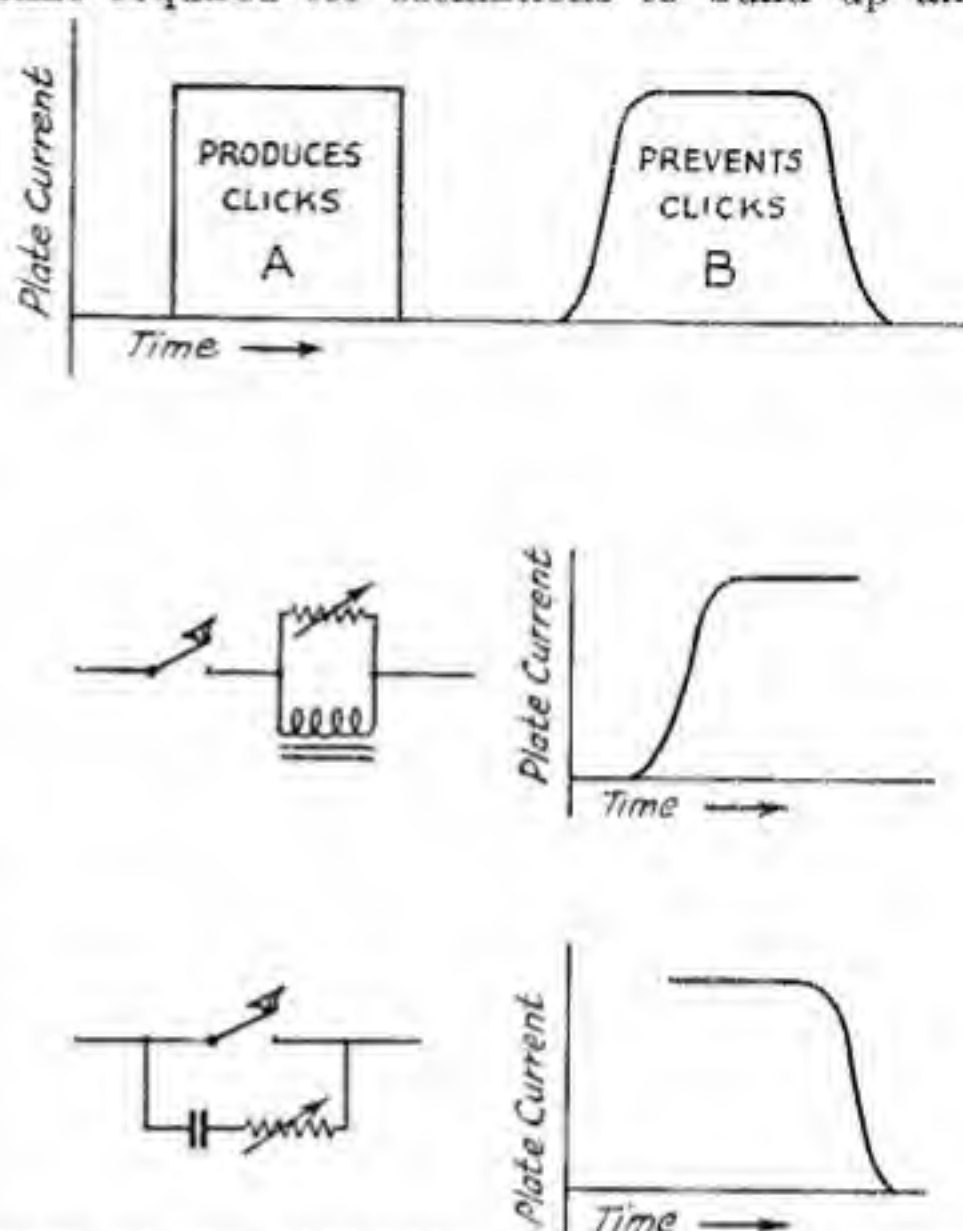 Plate Current
PRODUCES
CLICKS
A
PREVENTS
CLICKS
B
Time
Plate Current
Time
Plate Current
Time